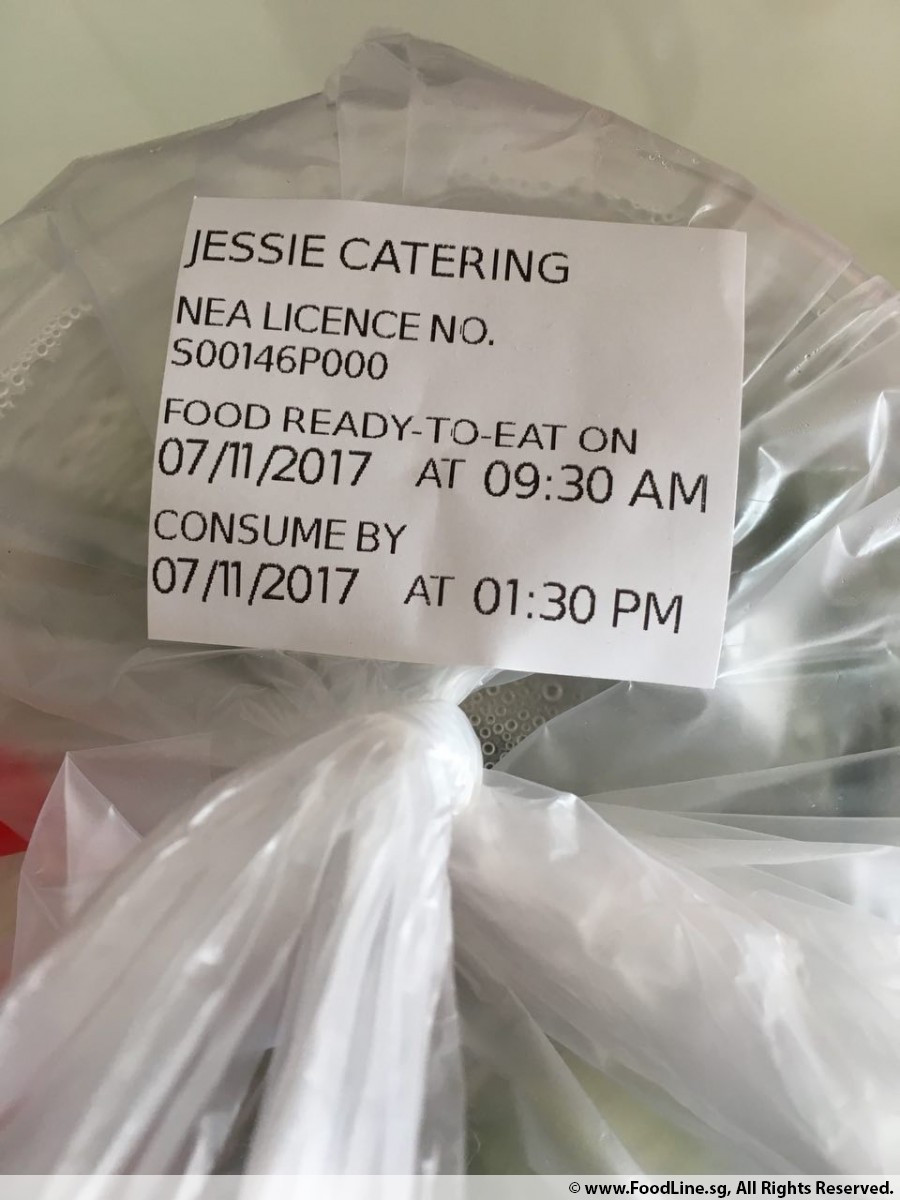 JESSIE CATERING
NEA LICENCE NO.
S00146P000
FOOD READY-TO-EAT ON
07/11/2017 AT 09:30 AM
CONSUME BY
07/11/2017 AT 01:30 PM
© www.FoodLine.sg, All Rights Reserved.